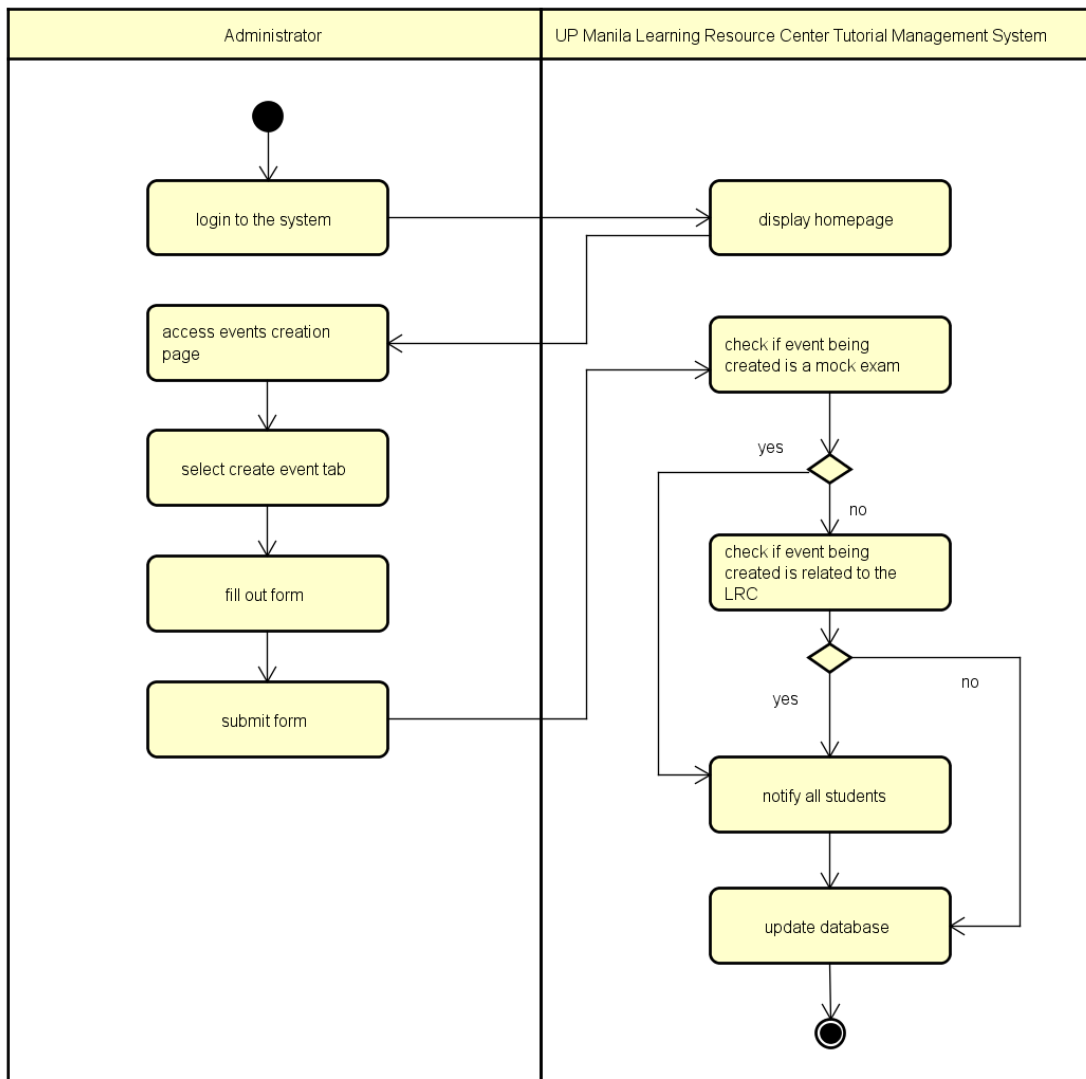 Administrator
UP Manila Learning Resource Center Tutorial Management System
login to the system
display homepage
access events creation
page
check if event being
created is a mock exam
select create event tab
yes
no
fill out form
check if event being
created is related to the
LRC
submit form
yes
no
notify all students
update database